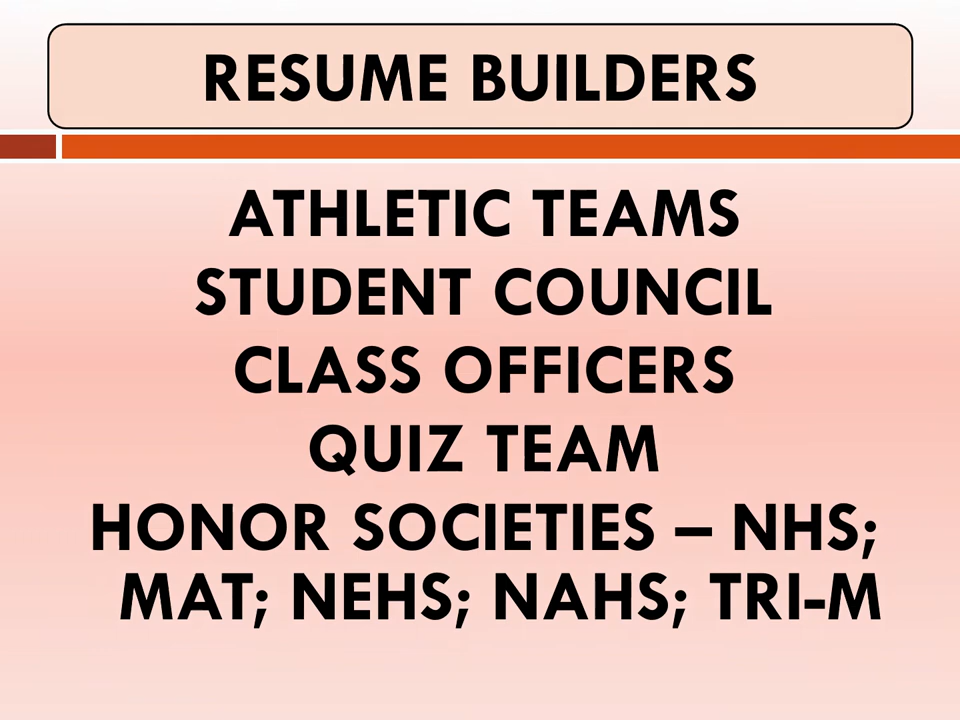 RESUME BUILDERS
ATHLETIC TEAMS
STUDENT COUNCIL
CLASS OFFICERS
QUIZ TEAM
HONOR SOCIETIES – NHS;
MAT; NEHS; NAHS; TRI-M